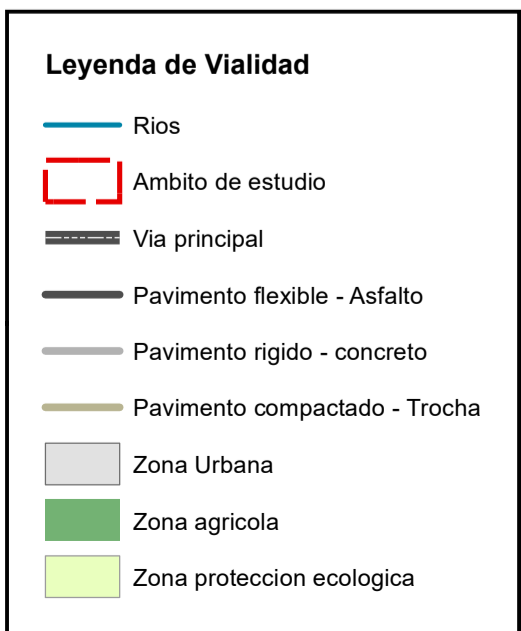 Leyenda de Vialidad
Rios
Ambito de estudio
Via principal
Pavimento flexible - Asfalto
Pavimento rigido - concreto
Pavimento compactado - Trocha
Zona Urbana
Zona agricola
Zona proteccion ecologica